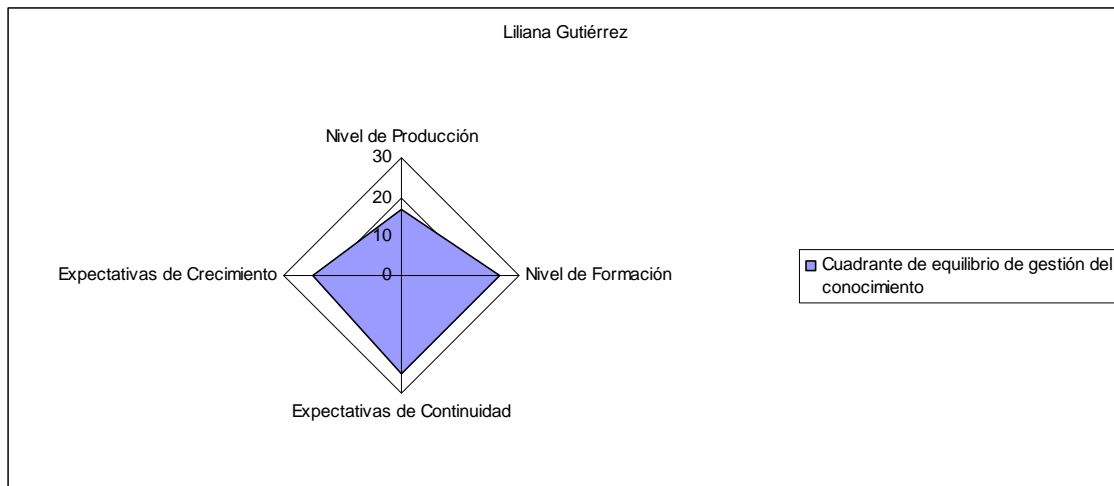 Liliana Gutiérrez
Nivel de Producción
30
20
10
0
Expectativas de Crecimiento
Nivel de Formación
Expectativas de Continuidad
Cuadrante de equilibrio de gestión del
conocimiento